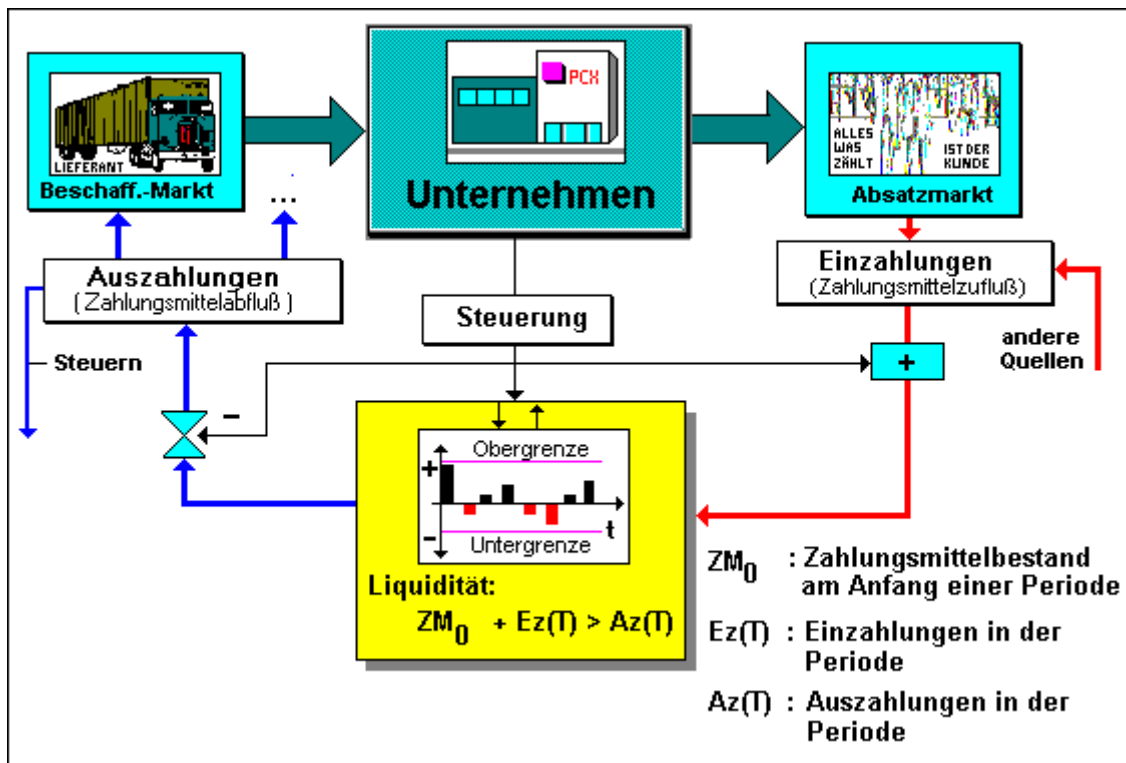 PCX
LIEFERANT
Beschaff.-Markt
Unternehmen
ALLES
WAS
ZÄHLT
IST DER
KUNDE
Absatzmarkt
...
Auszahlungen
(Zahlungsmittelabfluß)
Steuern
Steuerung
Einzahlungen
(Zahlungsmittelzufluß)
andere
Quellen
+
-
Obergrenze
+
-
t
Untergrenze
Liquidität:
ZM0 + Ez(T) > Az(T)
ZM0 : Zahlungsmittelbestand
am Anfang einer Periode
Ez(T) : Einzahlungen in der
Periode
Az(T) : Auszahlungen in der
Periode